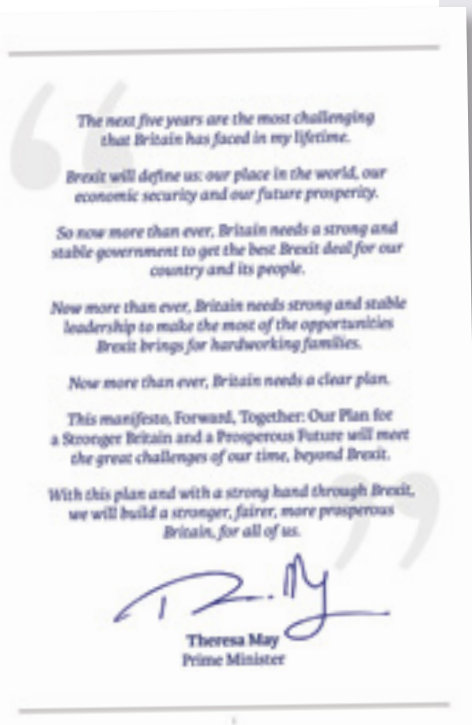 The next five years are the most challenging
that Britain has faced in my lifetime.
Brexit will define us: our place in the world, our
economic security and our future prosperity.
So now more than ever, Britain needs a strong and
stable government to get the best Brexit deal for our
country and its people.
Now more than ever, Britain needs strong and stable
leadership to make the most of the opportunities
Brexit brings for hardworking families.
Now more than ever, Britain needs a clear plan.
This manifesto, Forward, Together: Our Plan for
a Stronger Britain and a Prosperous Future will meet
the great challenges of our time, beyond Brexit.
With this plan and with a strong hand through Brexit,
we will build a stronger, fairer, more prosperous
Britain, for all of us.
Theresa May
Prime Minister